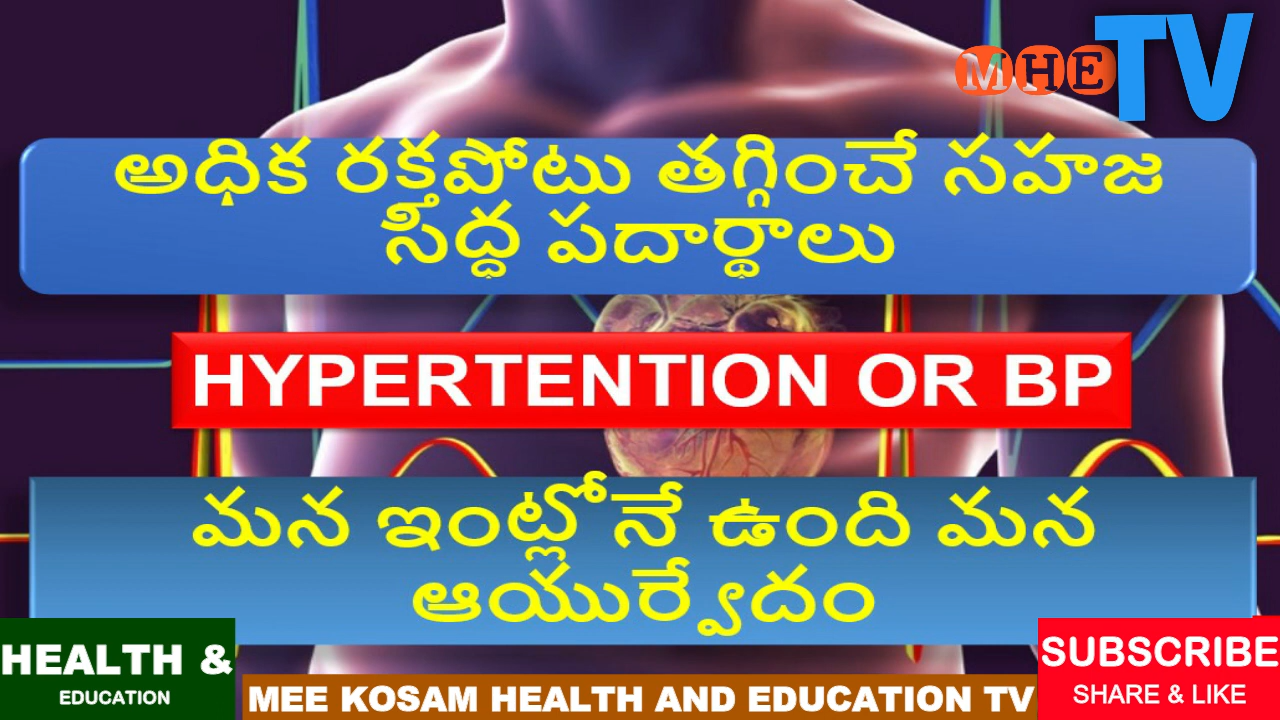 MHE TV
అధిక రక్తపోటు తగ్గించే సహజ
సిద్ధ పదార్థాలు
HYPERTENTION OR BP
మన ఇంట్లోనే ఉంది మన
ఆయుర్వేదం
HEALTH &
EDUCATION
MEE KOSAM HEALTH AND EDUCATION TV
SUBSCRIBE
SHARE & LIKE